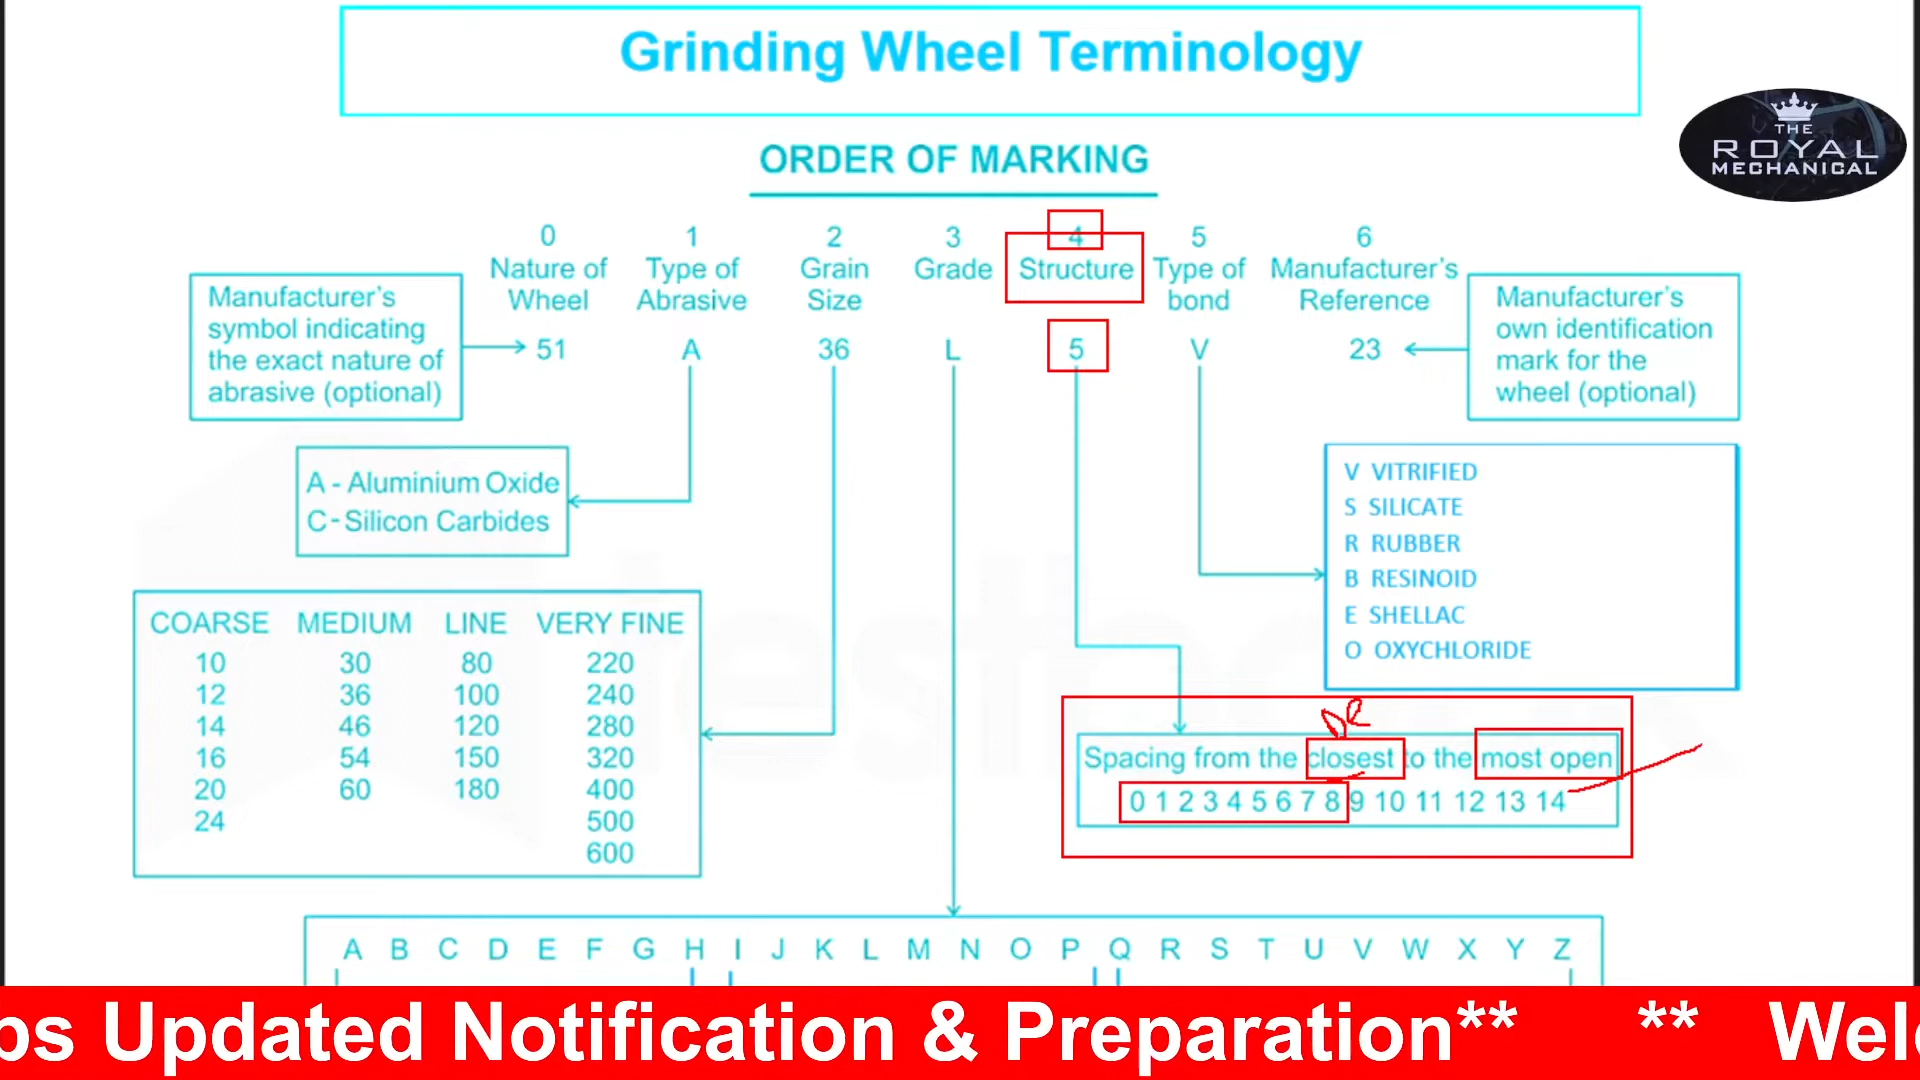 Grinding Wheel Terminology
THE
ROYAL
MECHANICAL
ORDER OF MARKING
0 1 2 3 4 5 6
Nature of Wheel Type of Abrasive Grain Size Grade Structure Type of bond Manufacturer's Reference
51 A 36 L 5 V 23
Manufacturer's
symbol indicating
the exact nature of
abrasive (optional)
Manufacturer's
own identification
mark for the
wheel (optional)
A - Aluminium Oxide
C - Silicon Carbides
V VITRIFIED
S SILICATE
R RUBBER
B RESINOID
E SHELLAC
O OXYCHLORIDE
COARSE MEDIUM LINE VERY FINE
10 30 80 220
12 36 100 240
14 46 120 280
16 54 150 320
20 60 180 400
24 500
600
Spacing from the closest to the most open
0 1 2 3 4 5 6 7 8 9 10 11 12 13 14
A B C D E F G H I J K L M N O P Q R S T U V W X Y Z
bs Updated Notification & Preparation** ** Wel